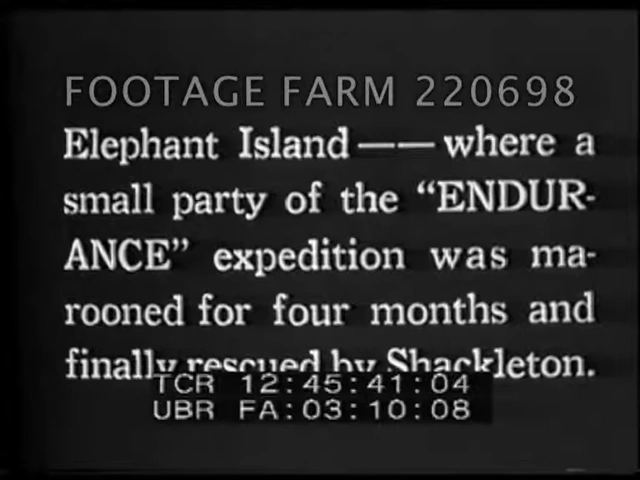 FOOTAGE FARM 220698
Elephant Island —— where a
small party of the “ENDUR-
ANCE” expedition was ma-
rooned for four months and
finally rescued by Shackleton.
TCR 12:45:41:04
UBR FA:03:10:08